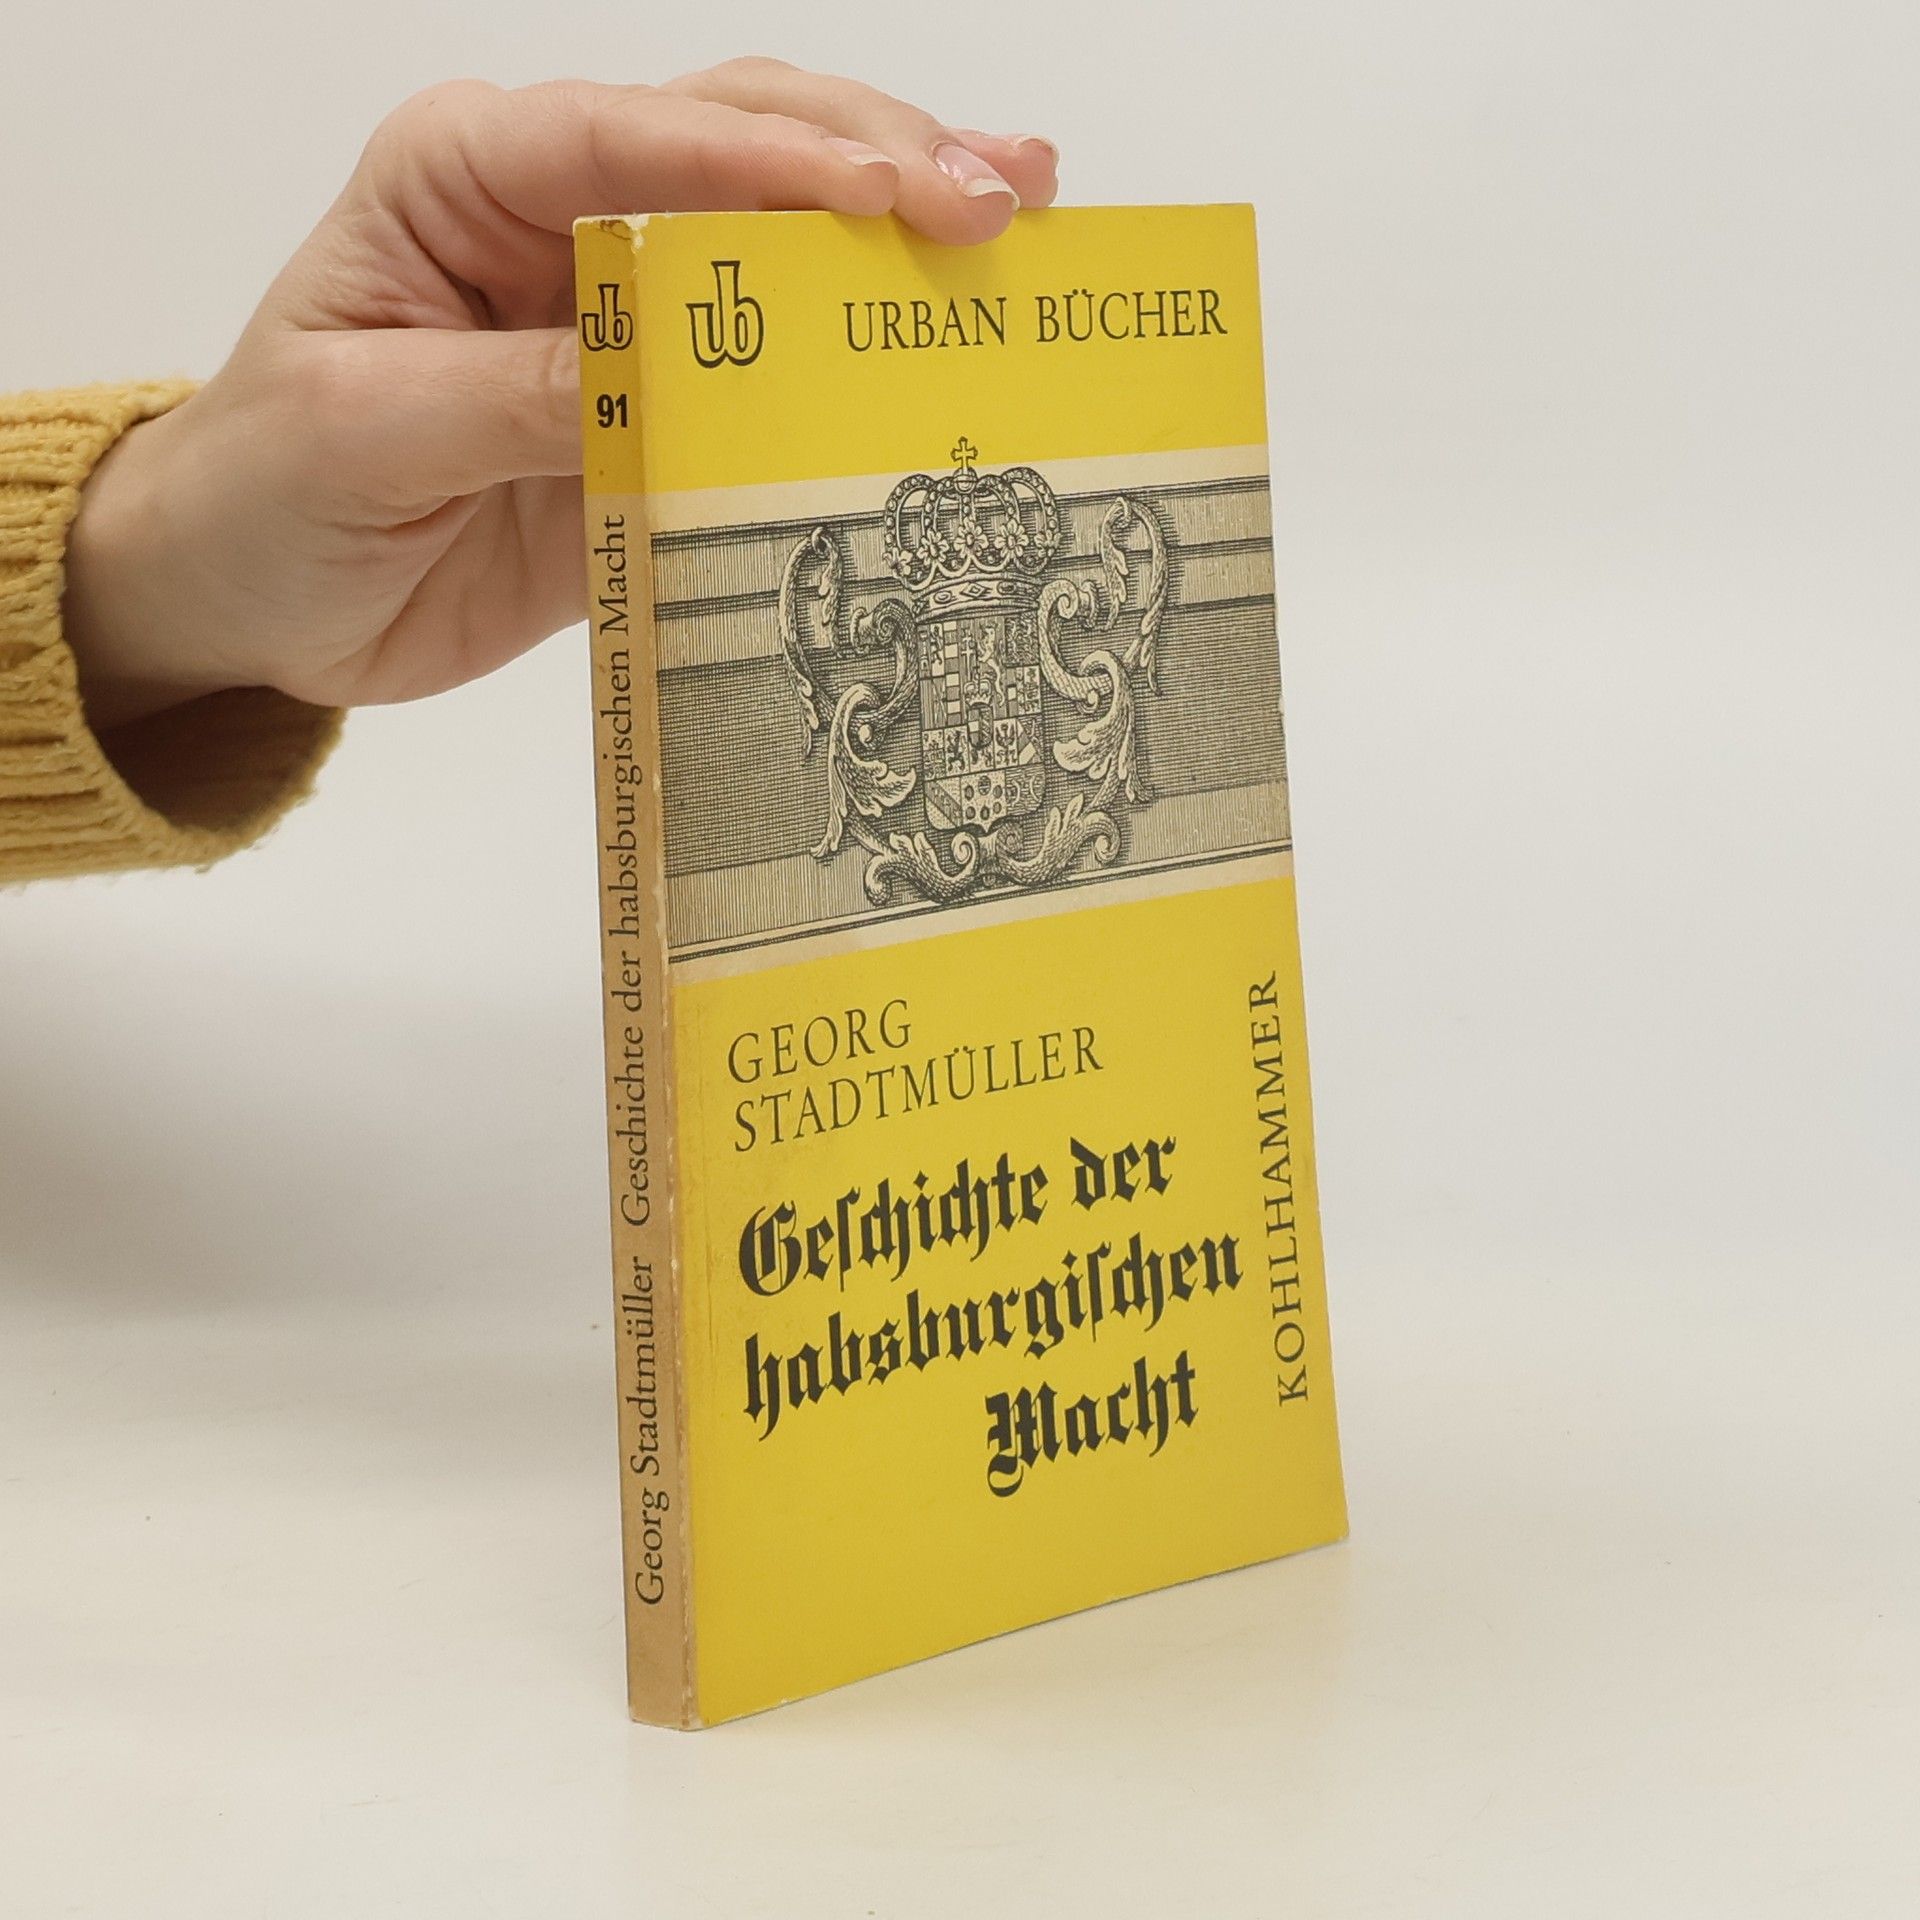 ub
91
Georg Stadtmüller Geschichte der habsburgischen Macht
ub
URBAN BÜCHER
GEORG
STADTMÜLLER
Geſchichte der
habsburgiſchen
Macht
KOHLHAMMER